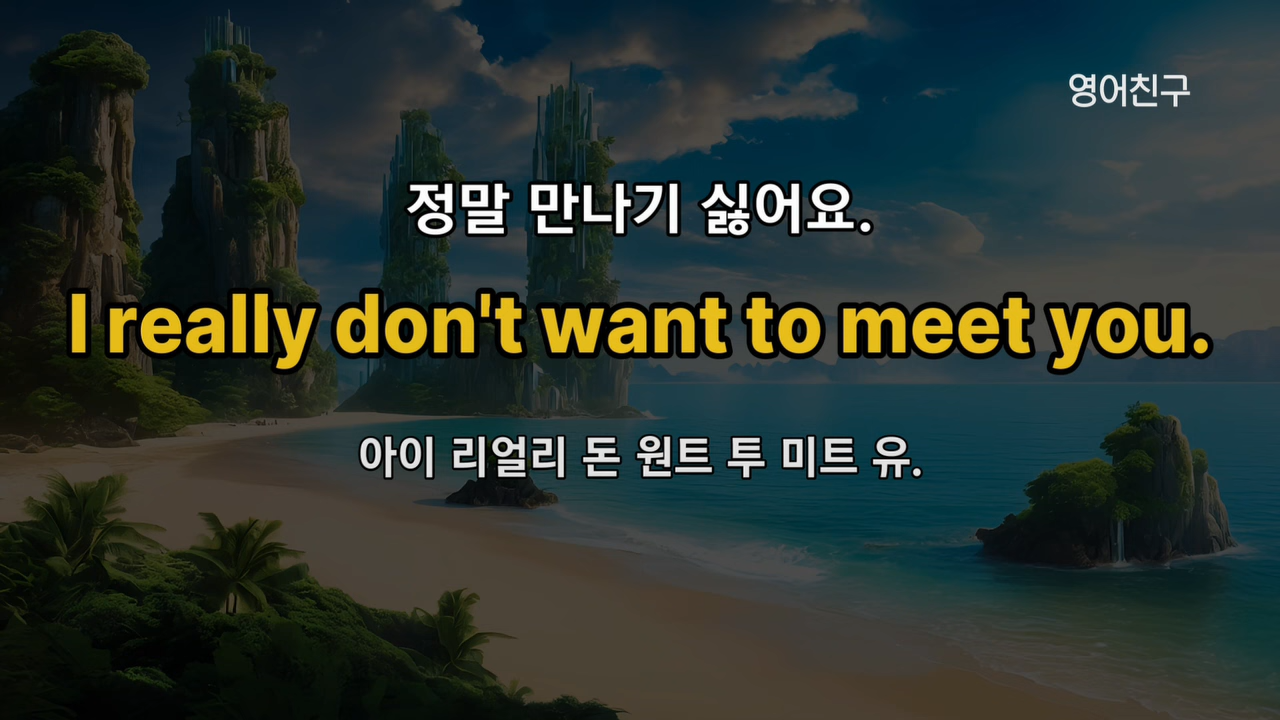 영어친구
정말 만나기 싫어요.
I really don't want to meet you.
아이 리얼리 돈 원트 투 미트 유.